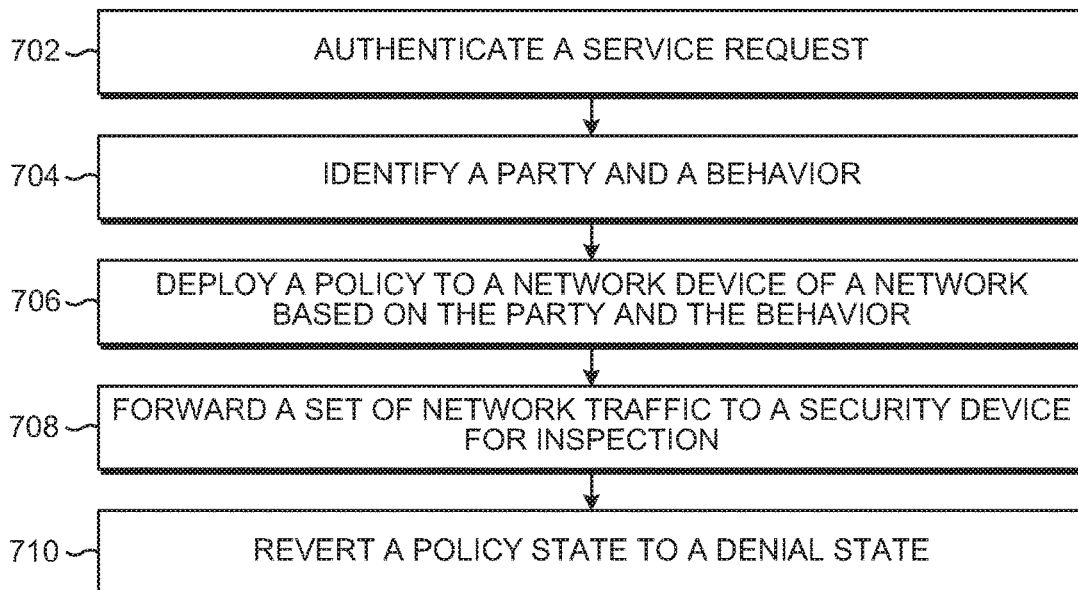 702
AUTHENTICATE A SERVICE REQUEST
704
IDENTIFY A PARTY AND A BEHAVIOR
706
DEPLOY A POLICY TO A NETWORK DEVICE OF A NETWORK
BASED ON THE PARTY AND THE BEHAVIOR
708
FORWARD A SET OF NETWORK TRAFFIC TO A SECURITY DEVICE
FOR INSPECTION
710
REVERT A POLICY STATE TO A DENIAL STATE